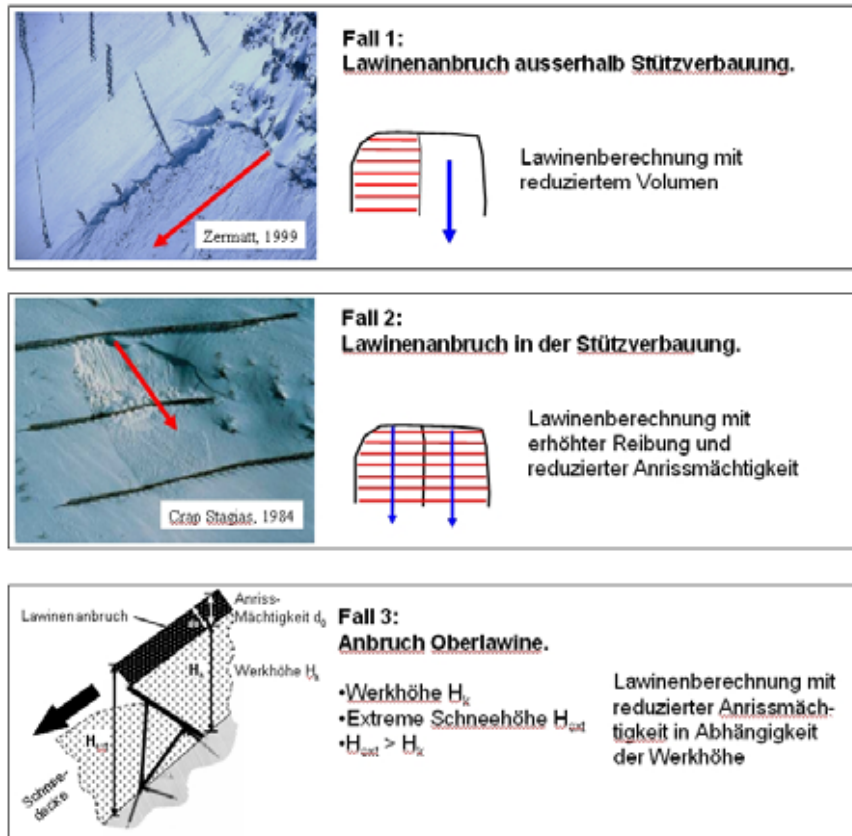 Fall 1:
Lawinenanbruch ausserhalb Stützverbauung.
Lawinenberechnung mit
reduziertem Volumen
Zermatt, 1999
Fall 2:
Lawinenanbruch in der Stützverbauung.
Lawinenberechnung mit
erhöhter Reibung und
reduzierter Anrissmächtigkeit
Crap Stagias, 1984
Lawinenanbruch
Anriss-
Mächtigkeit d₀
Werkhöhe Hₖ
Hₖ
Hₑₓₜ
Schnee-
decke
Fall 3:
Anbruch Oberlawine.
•Werkhöhe Hₖ
•Extreme Schneehöhe Hₑₓₜ
•Hₑₓₜ > Hₖ
Lawinenberechnung mit
reduzierter Anrissmäch-
tigkeit in Abhängigkeit
der Werkhöhe